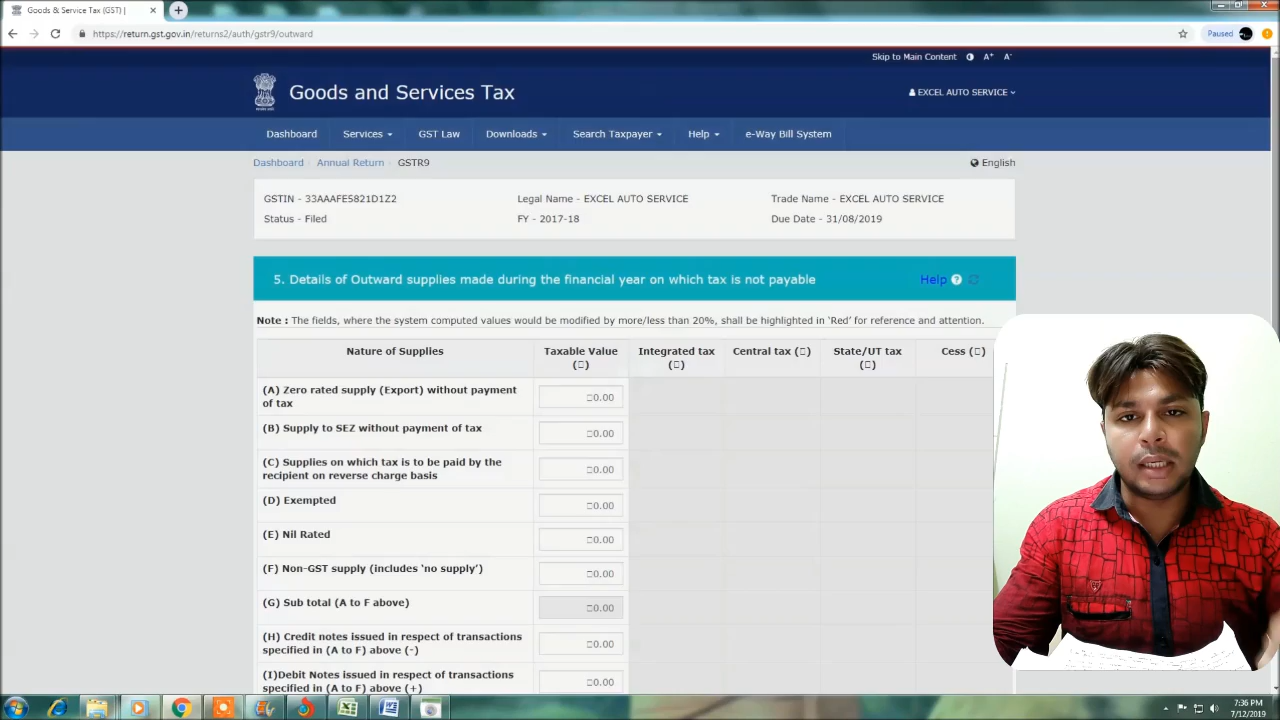 Goods & Service Tax (GST) |
https://return.gst.gov.in/returns2/auth/gstr9/outward
Paused
Skip to Main Content A+ A-
Goods and Services Tax
EXCEL AUTO SERVICE
Dashboard Services GST Law Downloads Search Taxpayer Help e-Way Bill System
Dashboard Annual Return GSTR9
English
GSTIN - 33AAAFE5821D1Z2 Legal Name - EXCEL AUTO SERVICE Trade Name - EXCEL AUTO SERVICE
Status - Filed FY - 2017-18 Due Date - 31/08/2019
5. Details of Outward supplies made during the financial year on which tax is not payable Help ?
Note : The fields, where the system computed values would be modified by more/less than 20%, shall be highlighted in ‘Red’ for reference and attention.
Nature of Supplies Taxable Value (▯) Integrated tax (▯) Central tax (▯) State/UT tax (▯) Cess (▯)
(A) Zero rated supply (Export) without payment
of tax
▯0.00
(B) Supply to SEZ without payment of tax ▯0.00
(C) Supplies on which tax is to be paid by the
recipient on reverse charge basis
▯0.00
(D) Exempted ▯0.00
(E) Nil Rated ▯0.00
(F) Non-GST supply (includes ‘no supply’) ▯0.00
(G) Sub total (A to F above) ▯0.00
(H) Credit notes issued in respect of transactions
specified in (A to F) above (-)
▯0.00
(I)Debit Notes issued in respect of transactions
specified in (A to F) above (+)
▯0.00
7:36 PM
7/12/2019